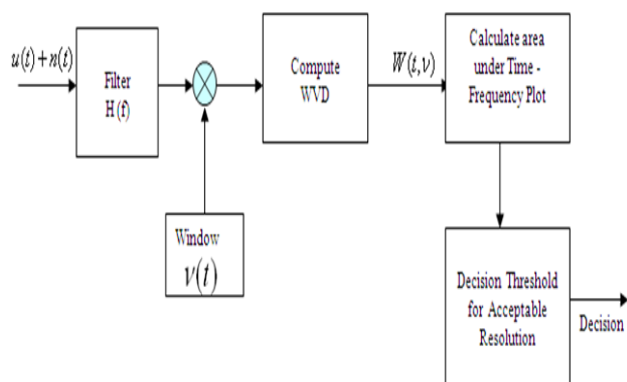 u(t)+n(t)
Filter
H (f)
Compute
WVD
W(t,ν)
Calculate area
under Time -
Frequency Plot
Window
ν(t)
Decision Threshold
for Acceptable
Resolution
Decision